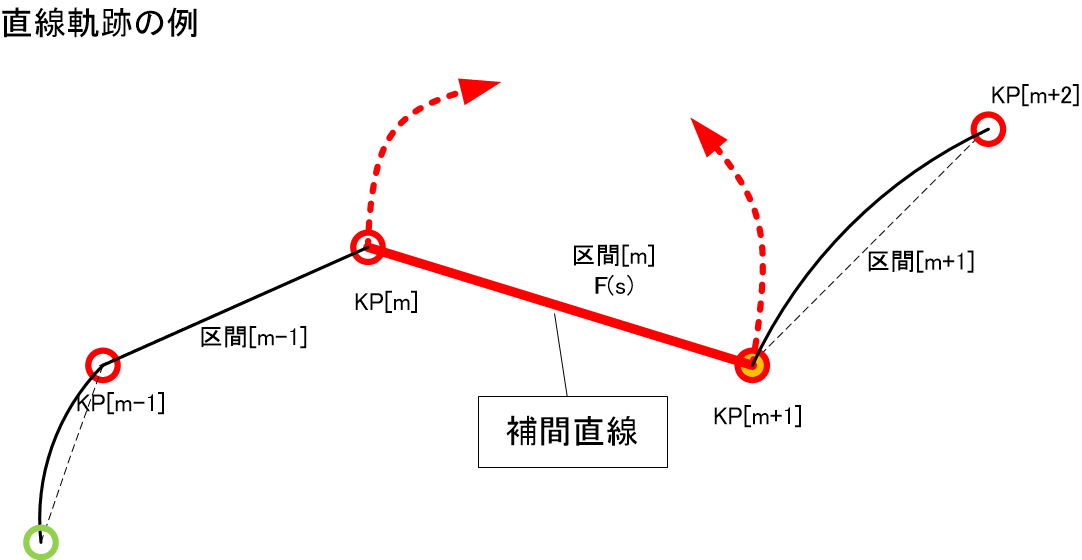 直線軌跡の例
KP[m+2]
区間[m]
F(s)
区間[m+1]
KP[m]
区間[m-1]
KP[m-1]
KP[m+1]
補間直線